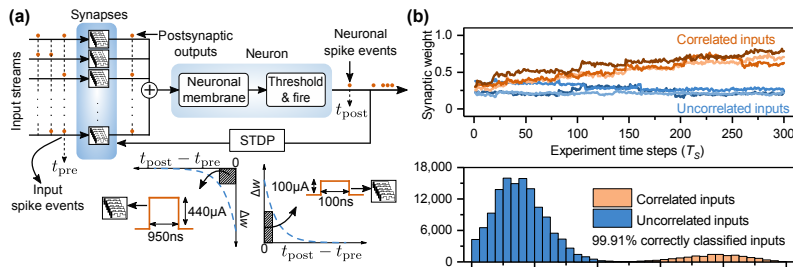 (a)
Synapses
Postsynaptic
outputs
Neuron
Neuronal
spike events
Input streams
Neuronal
membrane
Threshold
& fire
t_post
STDP
t_pre
Input
spike events
t_post − t_pre
0
440µA
950ns
Δw
Δw
100µA
100ns
0
t_post − t_pre
(b)
Synaptic weight
1.0
0.5
0.0
Correlated inputs
Uncorrelated inputs
0 50 100 150 200 250 300
Experiment time steps (T_S)
18,000
12,000
6,000
0
Correlated inputs
Uncorrelated inputs
99.91% correctly classified inputs